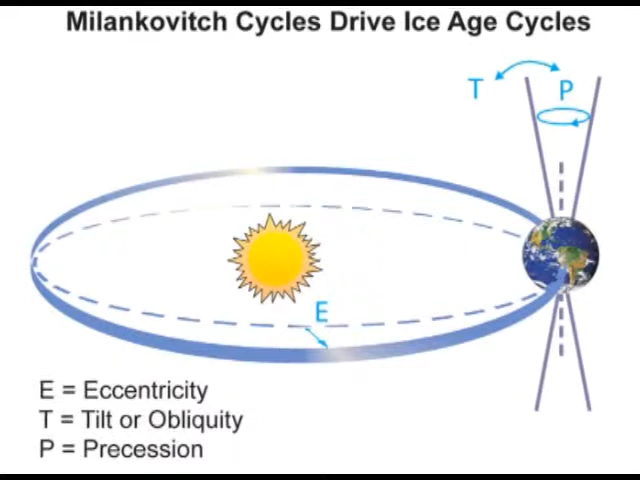 Milankovitch Cycles Drive Ice Age Cycles
T
P
E
E = Eccentricity
T = Tilt or Obliquity
P = Precession